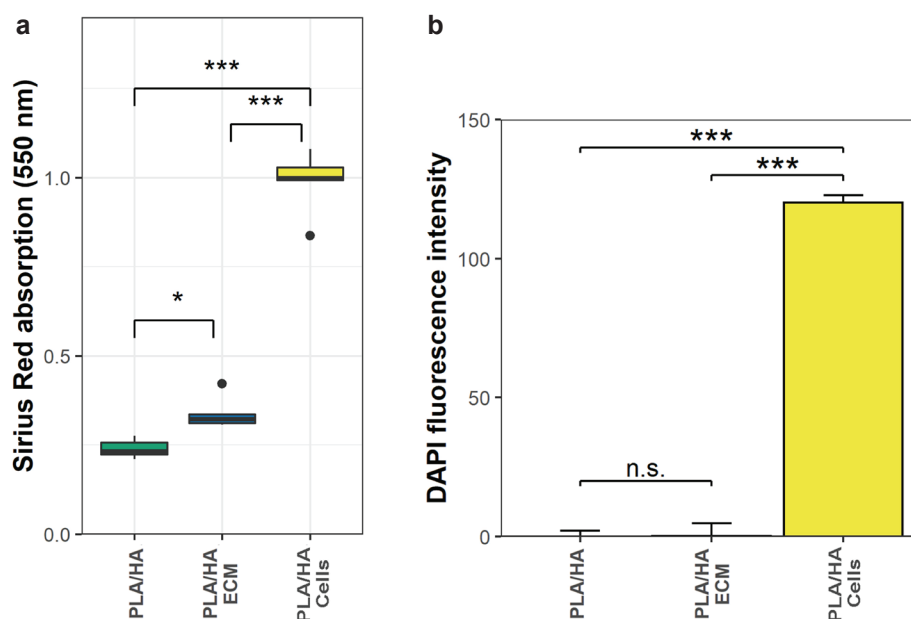 a
Sirius Red absorption (550 nm)
1.0
0.5
0.0
***
***
*
PLA/HA
PLA/HA
ECM
PLA/HA
Cells
b
DAPI fluorescence intensity
150
100
50
0
***
***
n.s.
PLA/HA
PLA/HA
ECM
PLA/HA
Cells